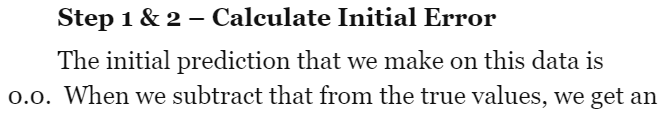 Step 1 & 2 – Calculate Initial Error
The initial prediction that we make on this data is
0.0. When we subtract that from the true values, we get an